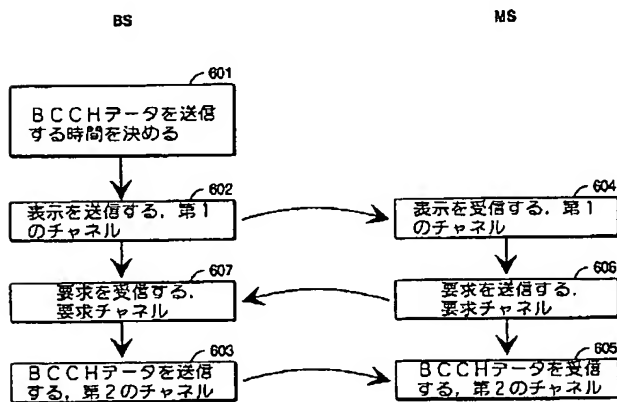 BS
MS
601
BCCHデータを送信
する時間を決める
602
表示を送信する,第1
のチャネル
604
表示を受信する,第1
のチャネル
607
要求を受信する,
要求チャネル
606
要求を送信する,
要求チャネル
603
BCCHデータを送信
する,第2のチャネル
605
BCCHデータを受信
する,第2のチャネル